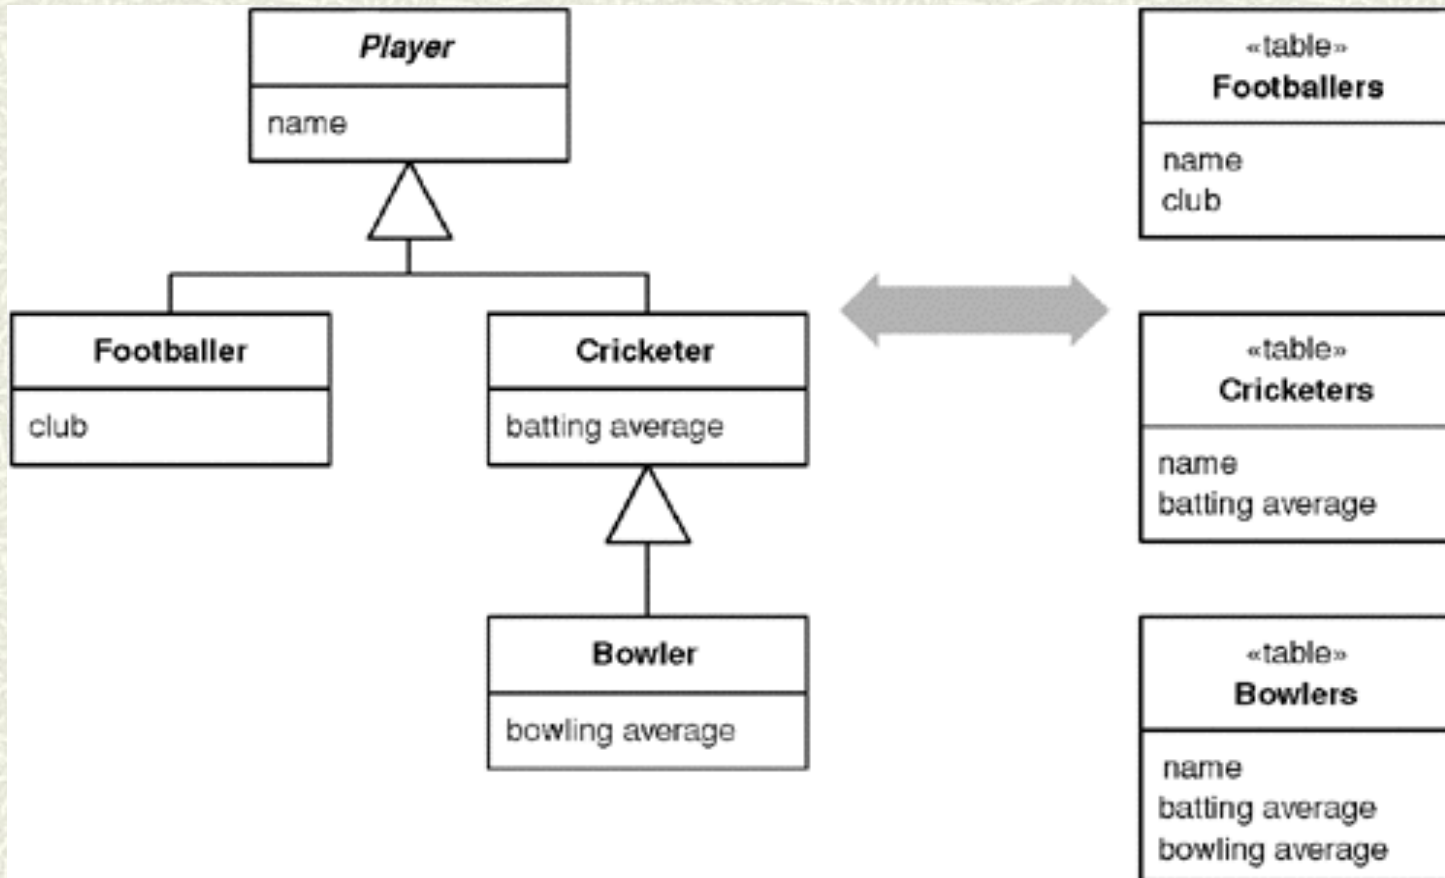 Player
name
Footballer
club
Cricketer
batting average
Bowler
bowling average
«table»
Footballers
name
club
«table»
Cricketers
name
batting average
«table»
Bowlers
name
batting average
bowling average